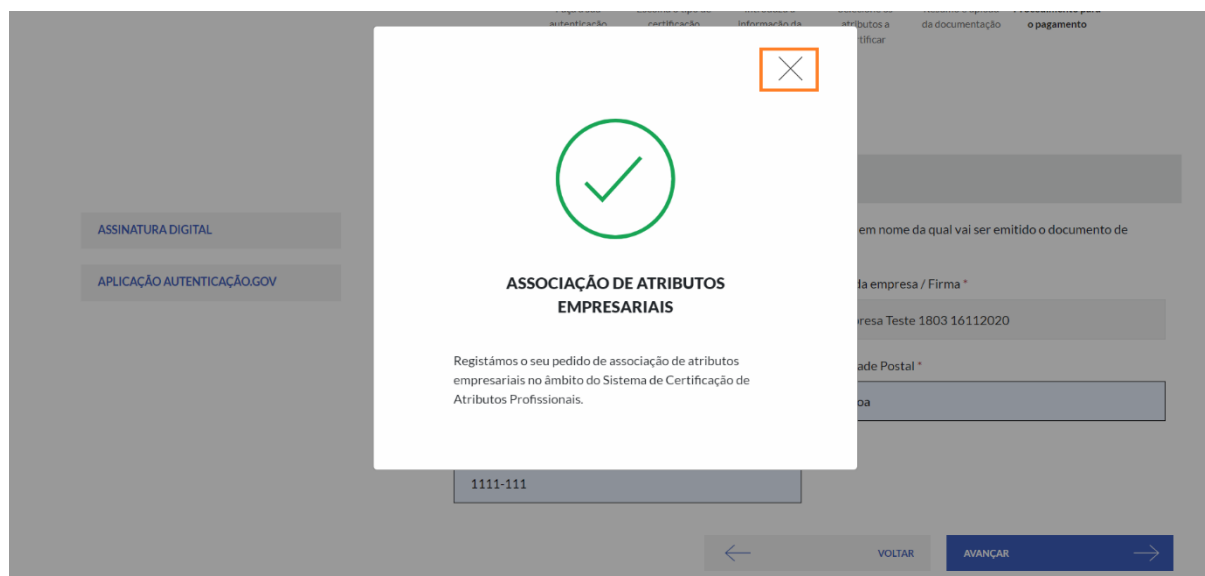 autenticação certificação informação da atributos a da documentação o pagamento
tificar
ASSINATURA DIGITAL
APLICAÇÃO AUTENTICAÇÃO.GOV
ASSOCIAÇÃO DE ATRIBUTOS
EMPRESARIAIS
Registámos o seu pedido de associação de atributos
empresariais no âmbito do Sistema de Certificação de
Atributos Profissionais.
em nome da qual vai ser emitido o documento de
da empresa / Firma *
resa Teste 1803 16112020
ade Postal *
oa
1111-111
VOLTAR
AVANÇAR